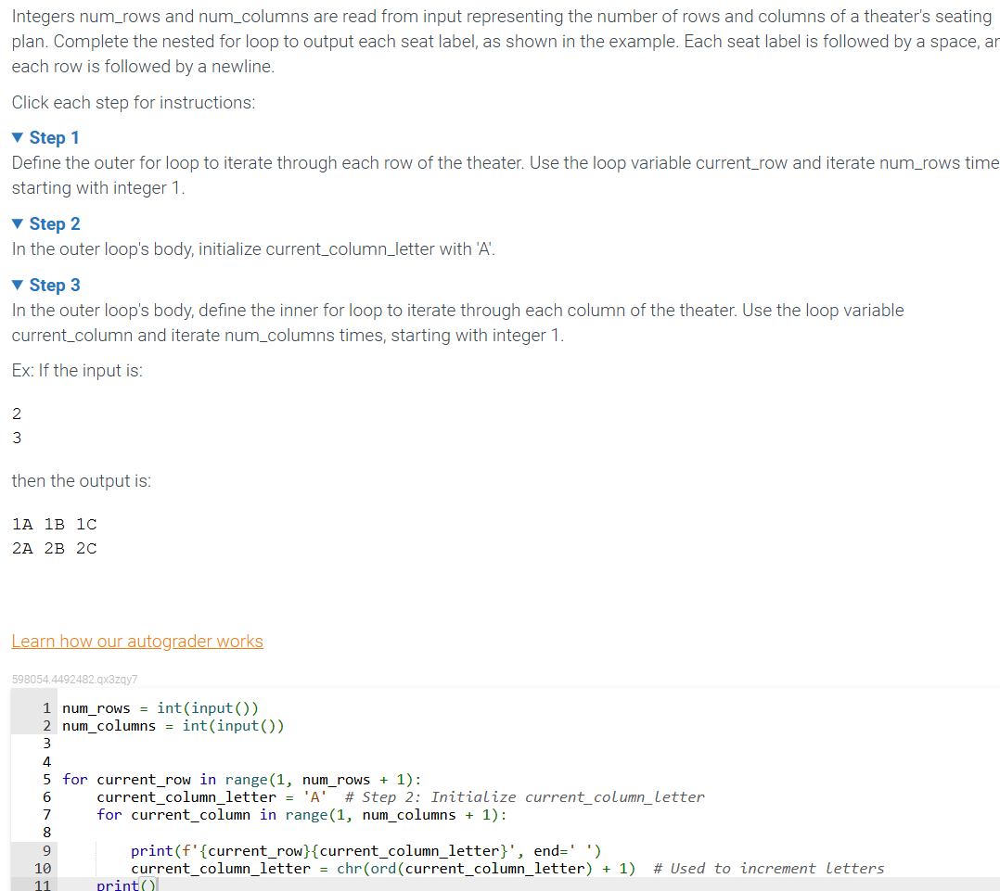 Integers num_rows and num_columns are read from input representing the number of rows and columns of a theater's seating
plan. Complete the nested for loop to output each seat label, as shown in the example. Each seat label is followed by a space,
each row is followed by a newline.
Click each step for instructions:
▼ Step 1
Define the outer for loop to iterate through each row of the theater. Use the loop variable current_row and iterate num_rows time
starting with integer 1.
▼ Step 2
In the outer loop's body, initialize current_column_letter with 'A'.
▼ Step 3
In the outer loop's body, define the inner for loop to iterate through each column of the theater. Use the loop variable
current_column and iterate num_columns times, starting with integer 1.
Ex: If the input is:
2
3
then the output is:
1A 1B 1C
2A 2B 2C
Learn how our autograder works
598054.4492482.qx3zqy7
1 num_rows = int(input())
2 num_columns = int(input())
3
4
5 for current_row in range(1, num_rows + 1):
6     current_column_letter = 'A'  # Step 2: Initialize current_column_letter
7     for current_column in range(1, num_columns + 1):
8
9         print(f'{current_row}{current_column_letter}', end=' ')
10         current_column_letter = chr(ord(current_column_letter) + 1)  # Used to increment letters
11     print()